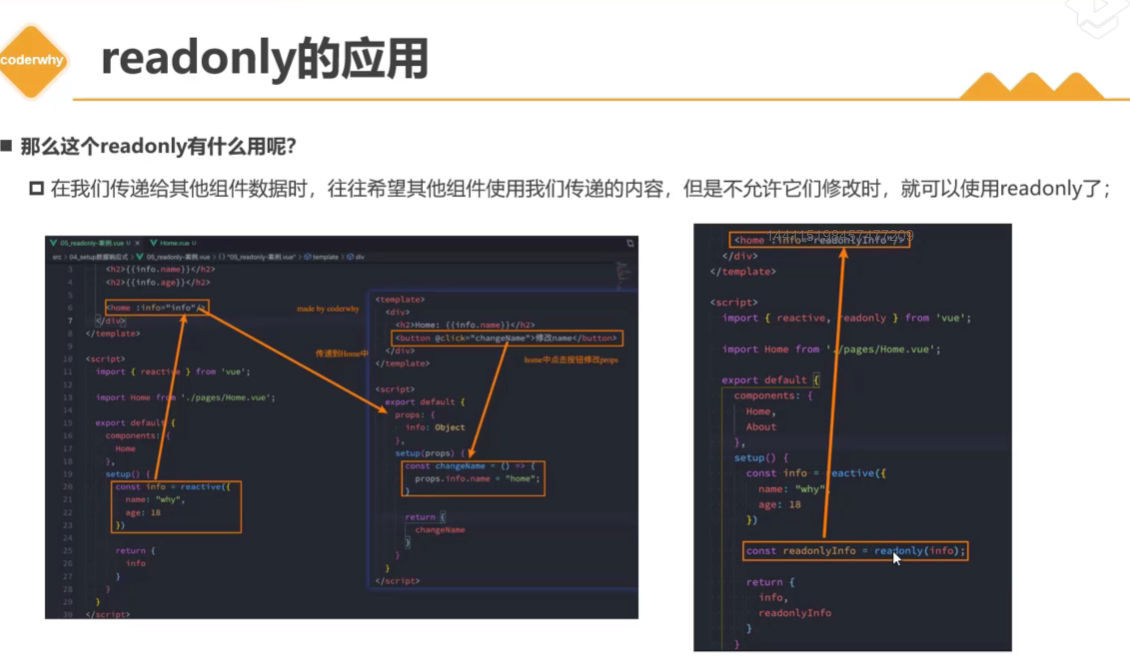 coderwhy
readonly的应用
那么这个readonly有什么用呢？
在我们传递给其他组件数据时，往往希望其他组件使用我们传递的内容，但是不允许它们修改时，就可以使用readonly了；
05_readonly-案例.vue U × Home.vue U
src > 04_setup数据响应式 > 05_readonly-案例.vue > {} "05_readonly-案例.vue" > template > div
3 <h2>{{info.name}}</h2>
4 <h2>{{info.age}}</h2>
5
6 <home :info="info"/>
7 </div>
8 </template>
9
10 <script>
11 import { reactive } from 'vue';
12
13 import Home from './pages/Home.vue';
14
15 export default {
16 components: {
17 Home
18 },
19 setup() {
20 const info = reactive({
21 name: "why",
22 age: 18
23 })
24
25 return {
26 info
27 }
28 }
29 }
30 </script>
made by coderwhy
传递到Home中
<template>
<div>
<h2>Home: {{info.name}}</h2>
<button @click="changeName">修改name</button>
</div>
home中点击按钮修改props
</template>
<script>
export default {
props: {
info: Object
},
setup(props) {
const changeName = () => {
props.info.name = "home";
}
return {
changeName
}
}
}
</script>
<home :info="readonlyInfo"/>
</div>
</template>
<script>
import { reactive, readonly } from 'vue';
import Home from './pages/Home.vue';
export default {
components: {
Home,
About
},
setup() {
const info = reactive({
name: "why",
age: 18
})
const readonlyInfo = readonly(info);
return {
info,
readonlyInfo
}
}